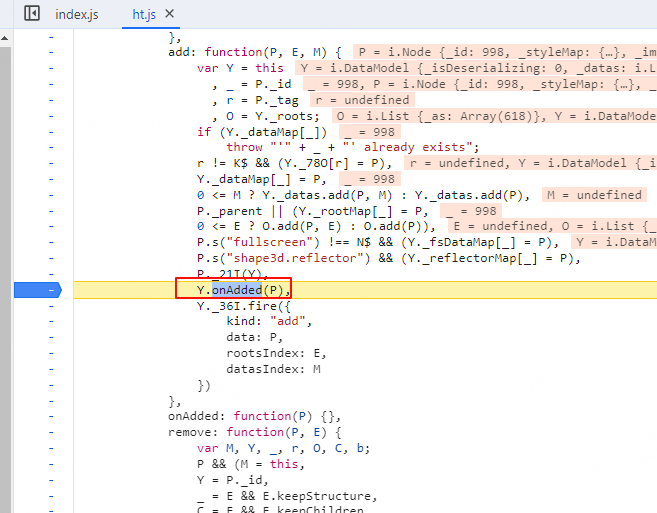 index.js ht.js
},
add: function(P, E, M) { P = i.Node {_id: 998, _styleMap: {…}, _im
var Y = this Y = i.DataModel {_isDeserializing: 0, _datas: i.L
, _ = P._id _ = 998, P = i.Node {_id: 998, _styleMap: {…}, _
, r = P._tag r = undefined
, O = Y._roots; O = i.List {_as: Array(618)}, Y = i.DataMode
if (Y._dataMap[_]) _ = 998
throw "'" + _ + "' already exists";
r != K$ && (Y._780[r] = P), r = undefined, Y = i.DataModel {_i
Y._dataMap[_] = P, _ = 998
0 <= M ? Y._datas.add(P, M) : Y._datas.add(P), M = undefined
P._parent || (Y._rootMap[_] = P, _ = 998
0 <= E ? O.add(P, E) : O.add(P)), E = undefined, O = i.List {_
P.s("fullscreen") !== N$ && (Y._fsDataMap[_] = P), Y = i.DataM
P.s("shape3d.reflector") && (Y._reflectorMap[_] = P),
P._21I(Y),
Y.onAdded(P),
Y._36I.fire({
kind: "add",
data: P,
rootsIndex: E,
datasIndex: M
})
},
onAdded: function(P) {},
remove: function(P, E) {
var M, Y, _, r, O, C, b;
P && (M = this,
Y = P._id,
_ = E && E.keepStructure,
C = E && E.keepChildren